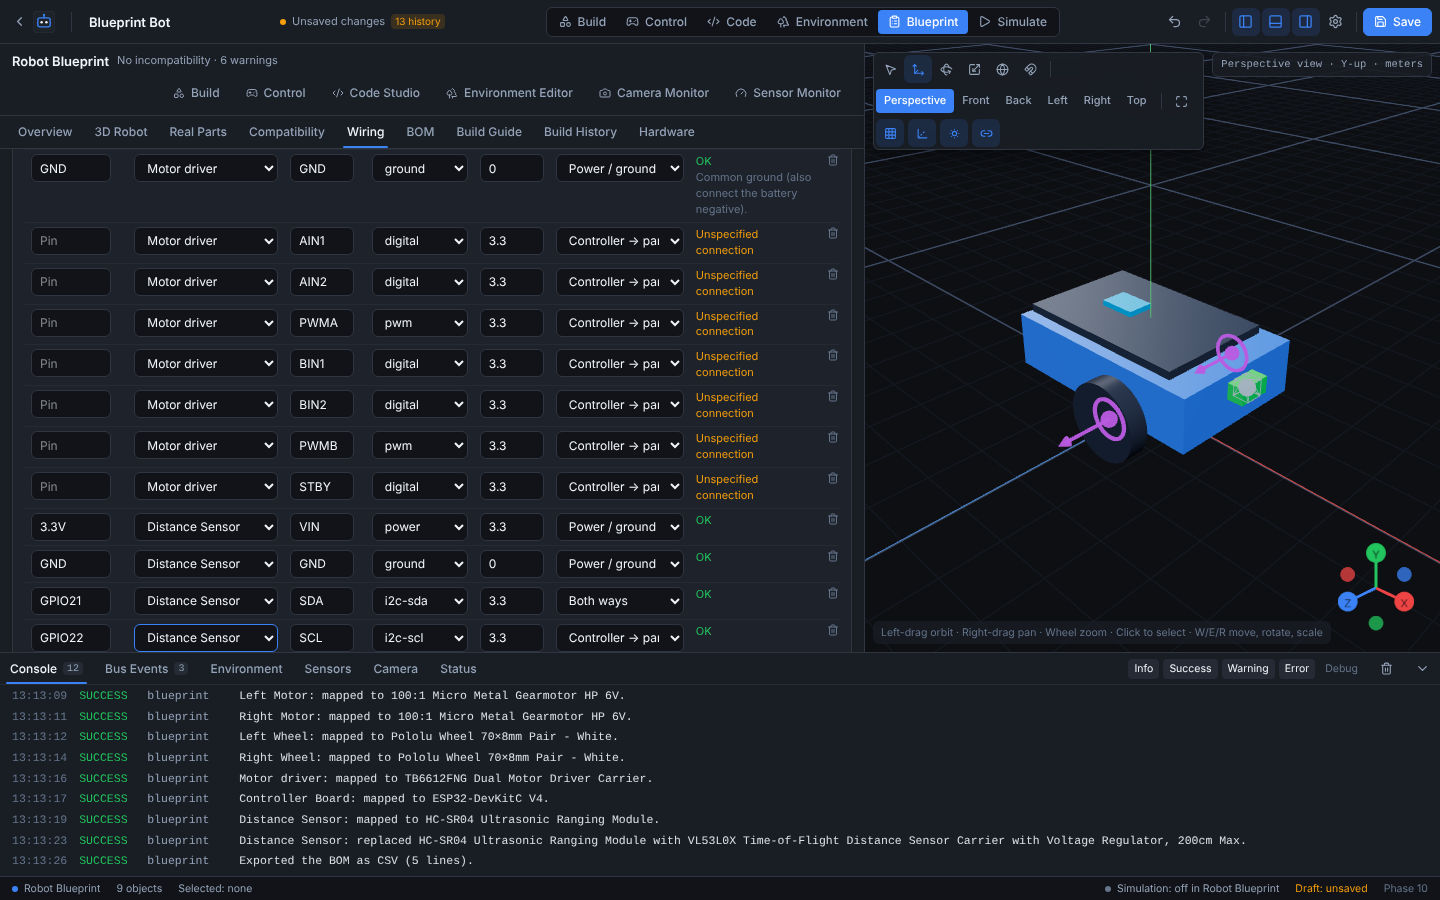 Blueprint Bot
Unsaved changes 13 history
Build Control Code Environment Blueprint Simulate
Save
Robot Blueprint No incompatibility · 6 warnings
Build Control Code Studio Environment Editor Camera Monitor Sensor Monitor
Overview 3D Robot Real Parts Compatibility Wiring BOM Build Guide Build History Hardware
GND Motor driver GND ground 0 Power / ground OK
Common ground (also
connect the battery
negative).
Pin Motor driver AIN1 digital 3.3 Controller → par Unspecified
connection
Pin Motor driver AIN2 digital 3.3 Controller → par Unspecified
connection
Pin Motor driver PWMA pwm 3.3 Controller → par Unspecified
connection
Pin Motor driver BIN1 digital 3.3 Controller → par Unspecified
connection
Pin Motor driver BIN2 digital 3.3 Controller → par Unspecified
connection
Pin Motor driver PWMB pwm 3.3 Controller → par Unspecified
connection
Pin Motor driver STBY digital 3.3 Controller → par Unspecified
connection
3.3V Distance Sensor VIN power 3.3 Power / ground OK
GND Distance Sensor GND ground 0 Power / ground OK
GPIO21 Distance Sensor SDA i2c-sda 3.3 Both ways OK
GPIO22 Distance Sensor SCL i2c-scl 3.3 Controller → par OK
Perspective view · Y-up · meters
Perspective Front Back Left Right Top
Y
Z X
Left-drag orbit · Right-drag pan · Wheel zoom · Click to select · W/E/R move, rotate, scale
Console 12 Bus Events 3 Environment Sensors Camera Status
Info Success Warning Error Debug
13:13:09 SUCCESS blueprint Left Motor: mapped to 100:1 Micro Metal Gearmotor HP 6V.
13:13:11 SUCCESS blueprint Right Motor: mapped to 100:1 Micro Metal Gearmotor HP 6V.
13:13:12 SUCCESS blueprint Left Wheel: mapped to Pololu Wheel 70×8mm Pair - White.
13:13:14 SUCCESS blueprint Right Wheel: mapped to Pololu Wheel 70×8mm Pair - White.
13:13:16 SUCCESS blueprint Motor driver: mapped to TB6612FNG Dual Motor Driver Carrier.
13:13:17 SUCCESS blueprint Controller Board: mapped to ESP32-DevKitC V4.
13:13:19 SUCCESS blueprint Distance Sensor: mapped to HC-SR04 Ultrasonic Ranging Module.
13:13:23 SUCCESS blueprint Distance Sensor: replaced HC-SR04 Ultrasonic Ranging Module with VL53L0X Time-of-Flight Distance Sensor Carrier with Voltage Regulator, 200cm Max.
13:13:26 SUCCESS blueprint Exported the BOM as CSV (5 lines).
Robot Blueprint 9 objects Selected: none
Simulation: off in Robot Blueprint Draft: unsaved Phase 10